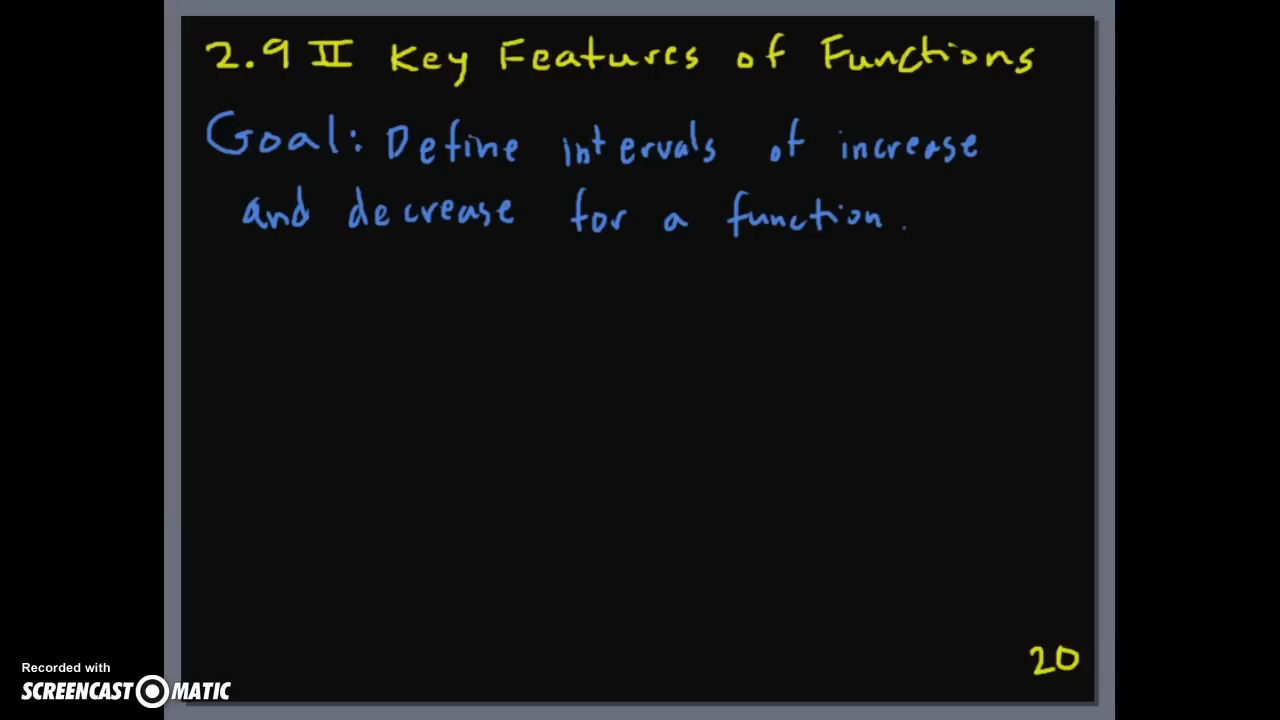 2.9 II Key Features of Functions
Goal: Define intervals of increase
and decrease for a function.
20
Recorded with
SCREENCAST-O-MATIC